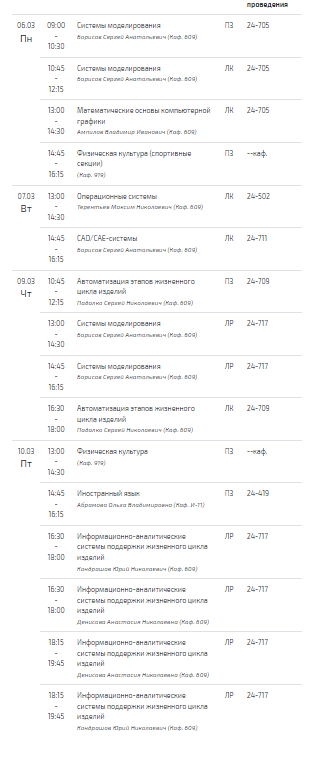 проведения
06.03
Пн
09:00
-
10:30
Системы моделирования
Борисов Сергей Анатольевич (Каф. 609)
ПЗ
24-705
10:45
-
12:15
Системы моделирования
Борисов Сергей Анатольевич (Каф. 609)
ЛК
24-705
13:00
-
14:30
Математические основы компьютерной
графики
Ампилов Владимир Иванович (Каф. 609)
ЛК
24-705
14:45
-
16:15
Физическая культура (спортивные
секции)
(Каф. 919)
ПЗ
--каф.
07.03
Вт
13:00
-
14:30
Операционные системы
Терентьев Максим Николаевич (Каф. 609)
ЛК
24-502
14:45
-
16:15
CAD/CAE-системы
Борисов Сергей Анатольевич (Каф. 609)
ЛК
24-711
09.03
Чт
10:45
-
12:15
Автоматизация этапов жизненного
цикла изделий
Падалко Сергей Николаевич (Каф. 609)
ПЗ
24-709
13:00
-
14:30
Системы моделирования
Борисов Сергей Анатольевич (Каф. 609)
ЛР
24-717
14:45
-
16:15
Системы моделирования
Борисов Сергей Анатольевич (Каф. 609)
ЛР
24-717
16:30
-
18:00
Автоматизация этапов жизненного
цикла изделий
Падалко Сергей Николаевич (Каф. 609)
ЛК
24-709
10.03
Пт
13:00
-
14:30
Физическая культура
(Каф. 919)
ПЗ
--каф.
14:45
-
16:15
Иностранный язык
Абрамова Ольга Владимировна (Каф. И-11)
ПЗ
24-419
16:30
-
18:00
Информационно-аналитические
системы поддержки жизненного цикла
изделий
Кондрашов Юрий Николаевич (Каф. 609)
ЛР
24-717
16:30
-
18:00
Информационно-аналитические
системы поддержки жизненного цикла
изделий
Денисова Анастасия Николаевна (Каф. 609)
ЛР
24-717
18:15
-
19:45
Информационно-аналитические
системы поддержки жизненного цикла
изделий
Денисова Анастасия Николаевна (Каф. 609)
ЛР
24-717
18:15
-
19:45
Информационно-аналитические
системы поддержки жизненного цикла
изделий
Кондрашов Юрий Николаевич (Каф. 609)
ЛР
24-717